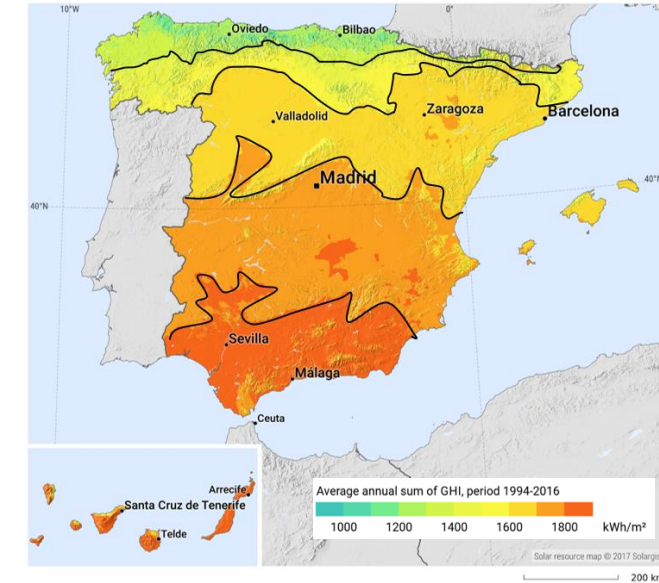 10°W
0°
Oviedo
Bilbao
Valladolid
Zaragoza
Barcelona
Madrid
40°N
40°N
Sevilla
Málaga
Ceuta
Arrecife
Santa Cruz de Tenerife
Telde
Average annual sum of GHI, period 1994-2016
1000 1200 1400 1600 1800 kWh/m²
Solar resource map © 2017 Solargis
200 km